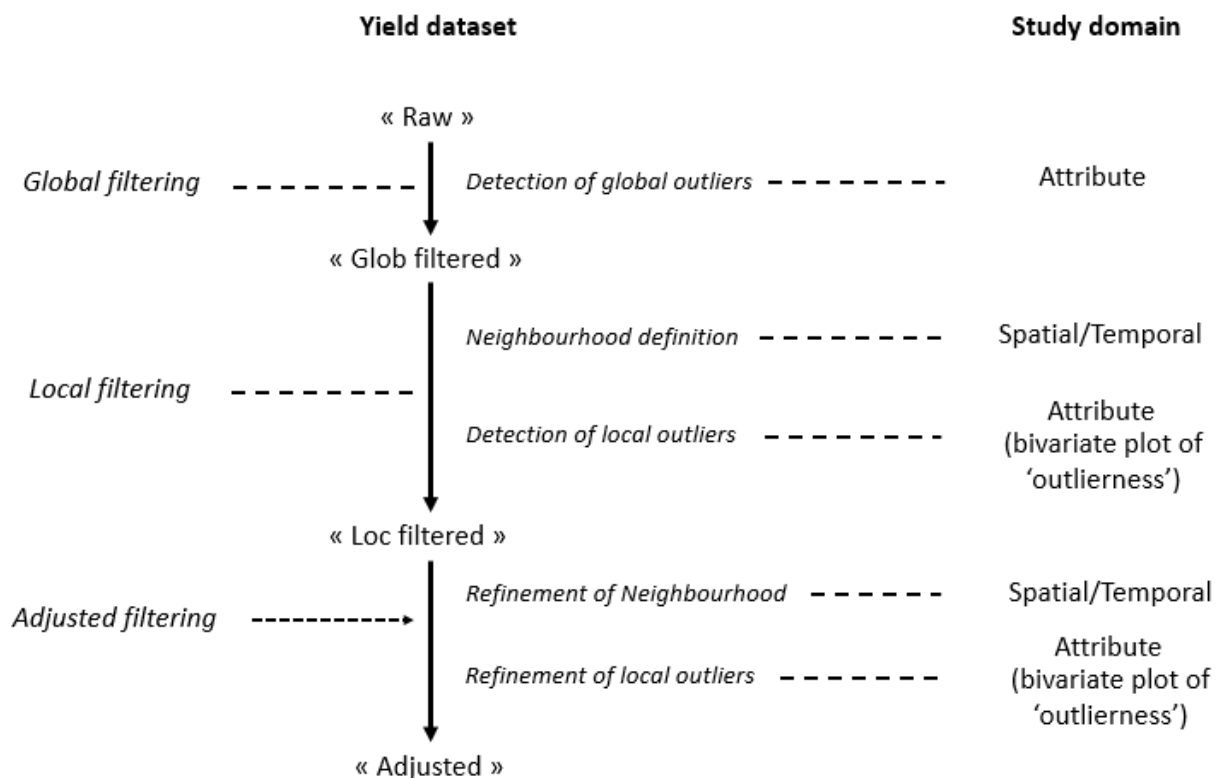 Yield dataset
Study domain
« Raw »
Global filtering
Detection of global outliers
Attribute
« Glob filtered »
Neighbourhood definition
Spatial/Temporal
Local filtering
Detection of local outliers
Attribute
(bivariate plot of
‘outlierness’)
« Loc filtered »
Refinement of Neighbourhood
Spatial/Temporal
Adjusted filtering
Refinement of local outliers
Attribute
(bivariate plot of
‘outlierness’)
« Adjusted »